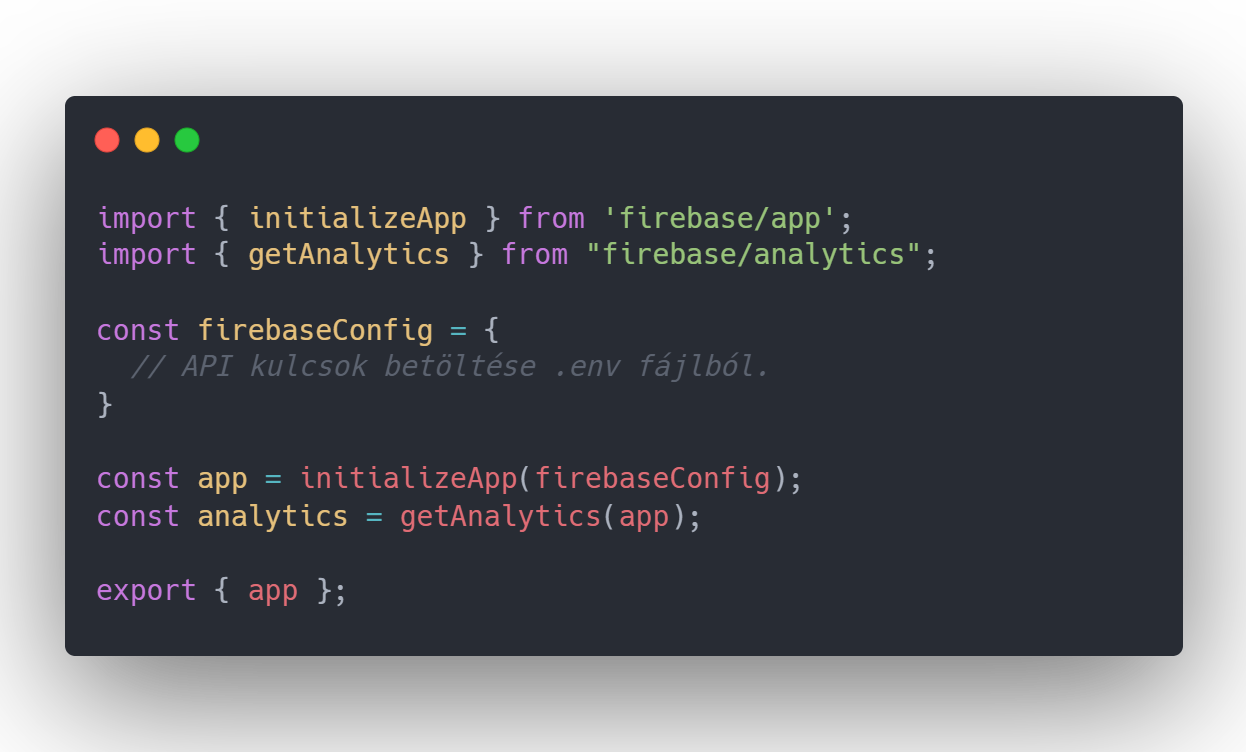 import { initializeApp } from 'firebase/app';
import { getAnalytics } from "firebase/analytics";
const firebaseConfig = {
  // API kulcsok betöltése .env fájlból.
}
const app = initializeApp(firebaseConfig);
const analytics = getAnalytics(app);
export { app };